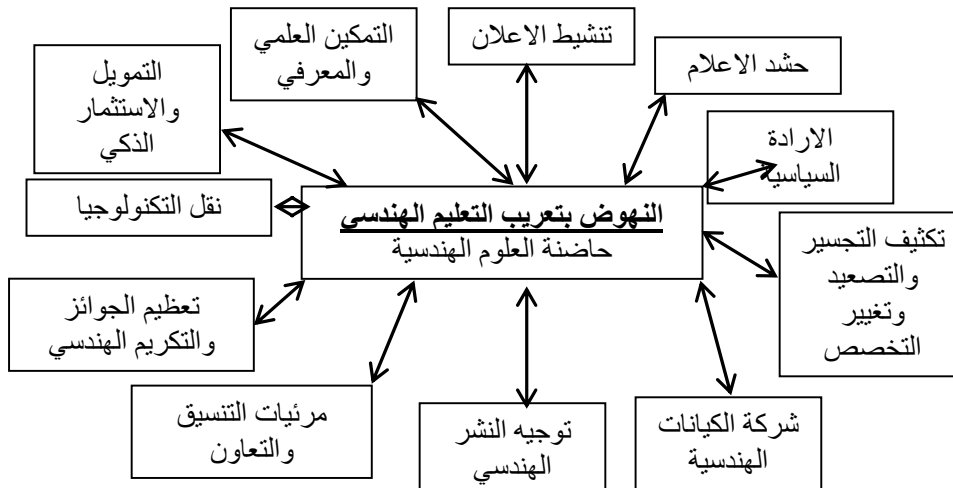 تنشيط الاعلان
التمكين العلمي
والمعرفي
حشد الاعلام
التمويل
والاستثمار
الذكي
الارادة
السياسية
نقل التكنولوجيا
النهوض بتعريب التعليم الهندسي
حاضنة العلوم الهندسية
تكثيف التجسير
والتصعيد
وتغيير
التخصص
تعظيم الجوائز
والتكريم الهندسي
مرئيات التنسيق
والتعاون
توجيه النشر
الهندسي
شركة الكيانات
الهندسية